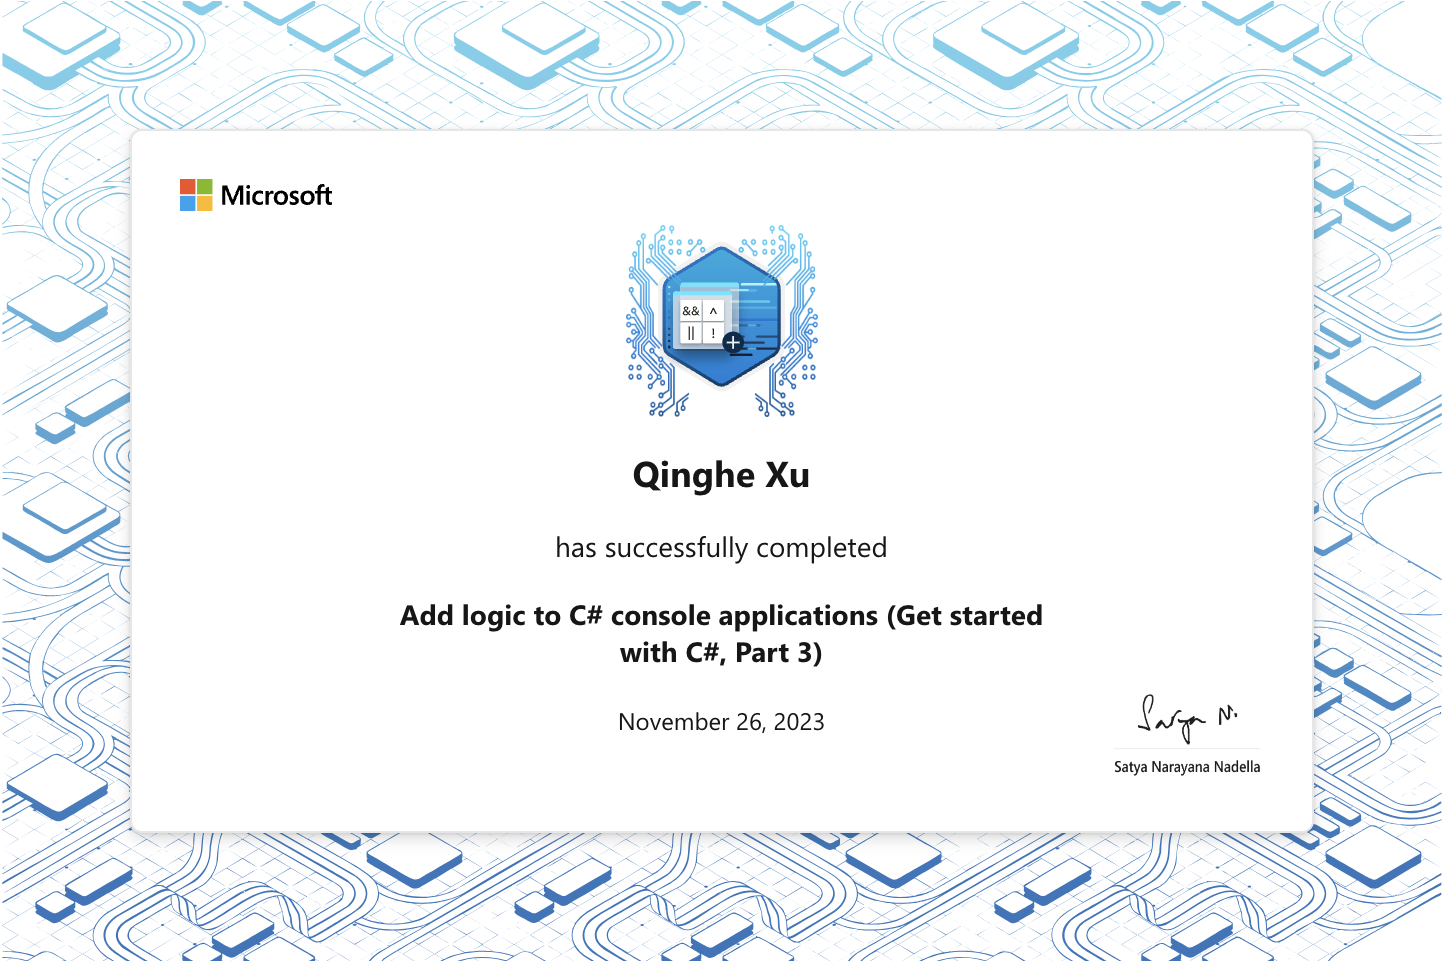 Microsoft
&& ^
|| !
+
Qinghe Xu
has successfully completed
Add logic to C# console applications (Get started
with C#, Part 3)
November 26, 2023
Satya N.
Satya Narayana Nadella